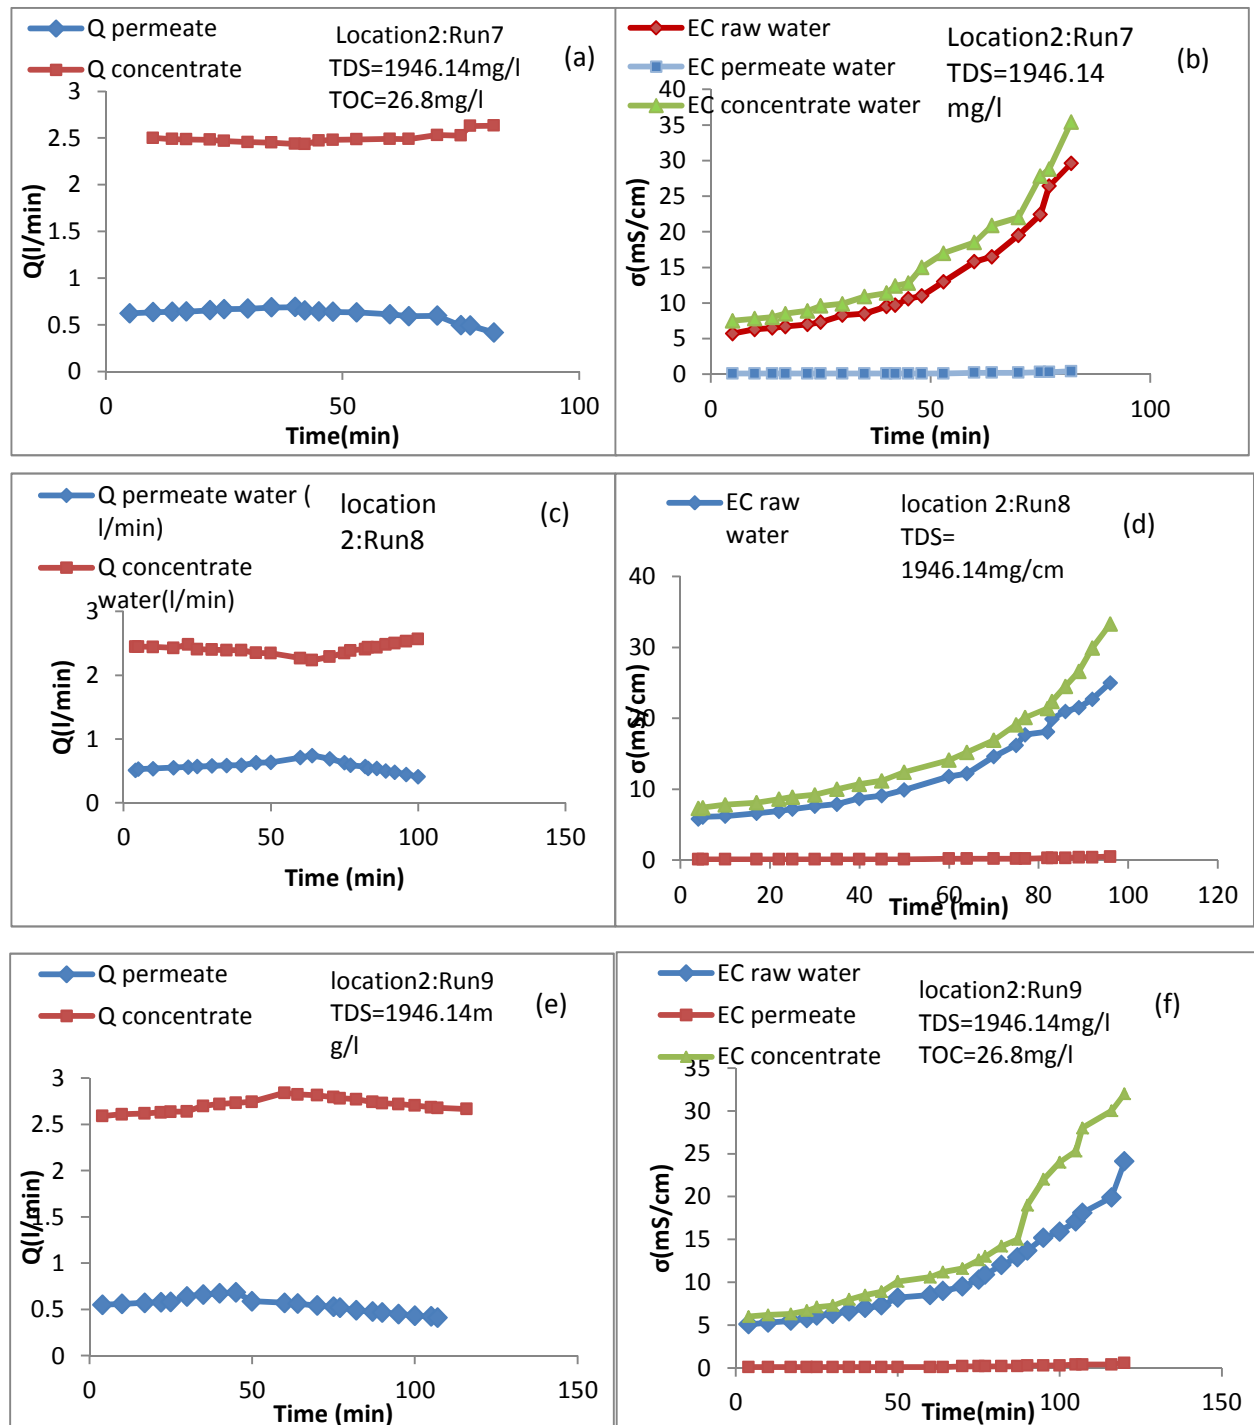 Q permeate
Q concentrate
Location2:Run7
TDS=1946.14mg/l
TOC=26.8mg/l
(a)
3
2.5
2
1.5
1
0.5
0
Q(l/min)
0
50
100
Time(min)
EC raw water
EC permeate water
EC concentrate water
Location2:Run7
TDS=1946.14
mg/l
(b)
40
35
30
25
20
15
10
5
0
σ(mS/cm)
0
50
100
Time (min)
Q permeate water (
l/min)
Q concentrate
water(l/min)
location
2:Run8
(c)
3
2
1
0
Q(l/min)
0
50
100
150
Time (min)
EC raw
water
location 2:Run8
TDS=
1946.14mg/cm
(d)
40
30
20
10
0
σ(mS/cm)
0
20
40
60
80
100
120
Time (min)
Q permeate
Q concentrate
location2:Run9
TDS=1946.14m
g/l
(e)
3
2.5
2
1.5
1
0.5
0
Q(l/min)
0
50
100
150
Time(min)
EC raw water
EC permeate
EC concentrate
location2:Run9
TDS=1946.14mg/l
TOC=26.8mg/l
(f)
35
30
25
20
15
10
5
0
σ(mS/cm)
0
50
100
150
Time(min)